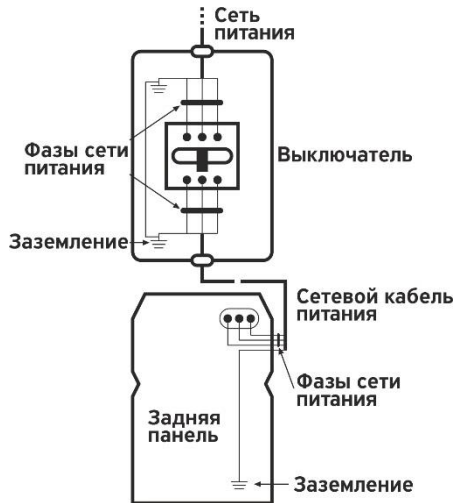 Сеть
питания
Фазы сети
питания
Выключатель
Заземление
Сетевой кабель
питания
Фазы сети
питания
Задняя
панель
Заземление